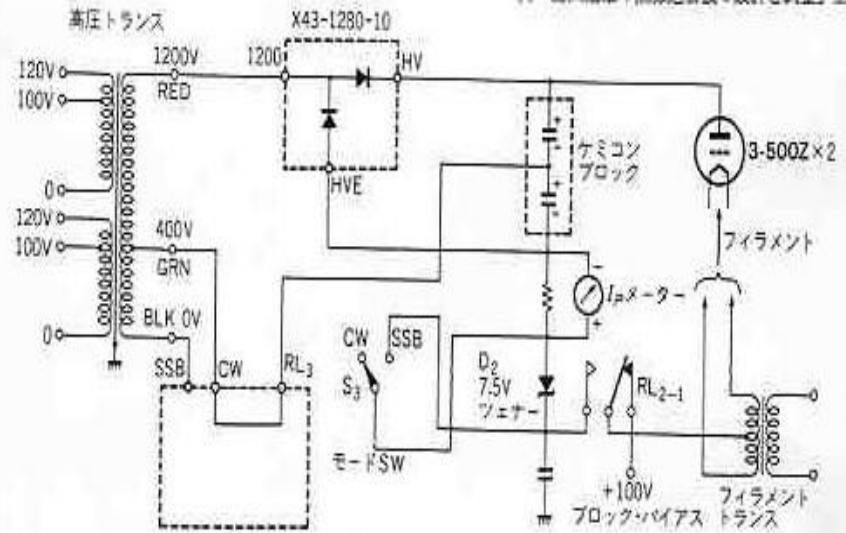 高圧トランス
X43-1280-10
120V
100V
0
120V
100V
0
1200V
RED
1200
HV
HVE
400V
GRN
BLK 0V
SSB
CW
RL3
ケミコン
ブロック
3-500Z×2
フィラメント
Ipメーター
-
+
CW
SSB
S3
モードSW
D2
7.5V
ツェナー
RL2-1
+100V
ブロック・バイアス
フィラメント
トランス